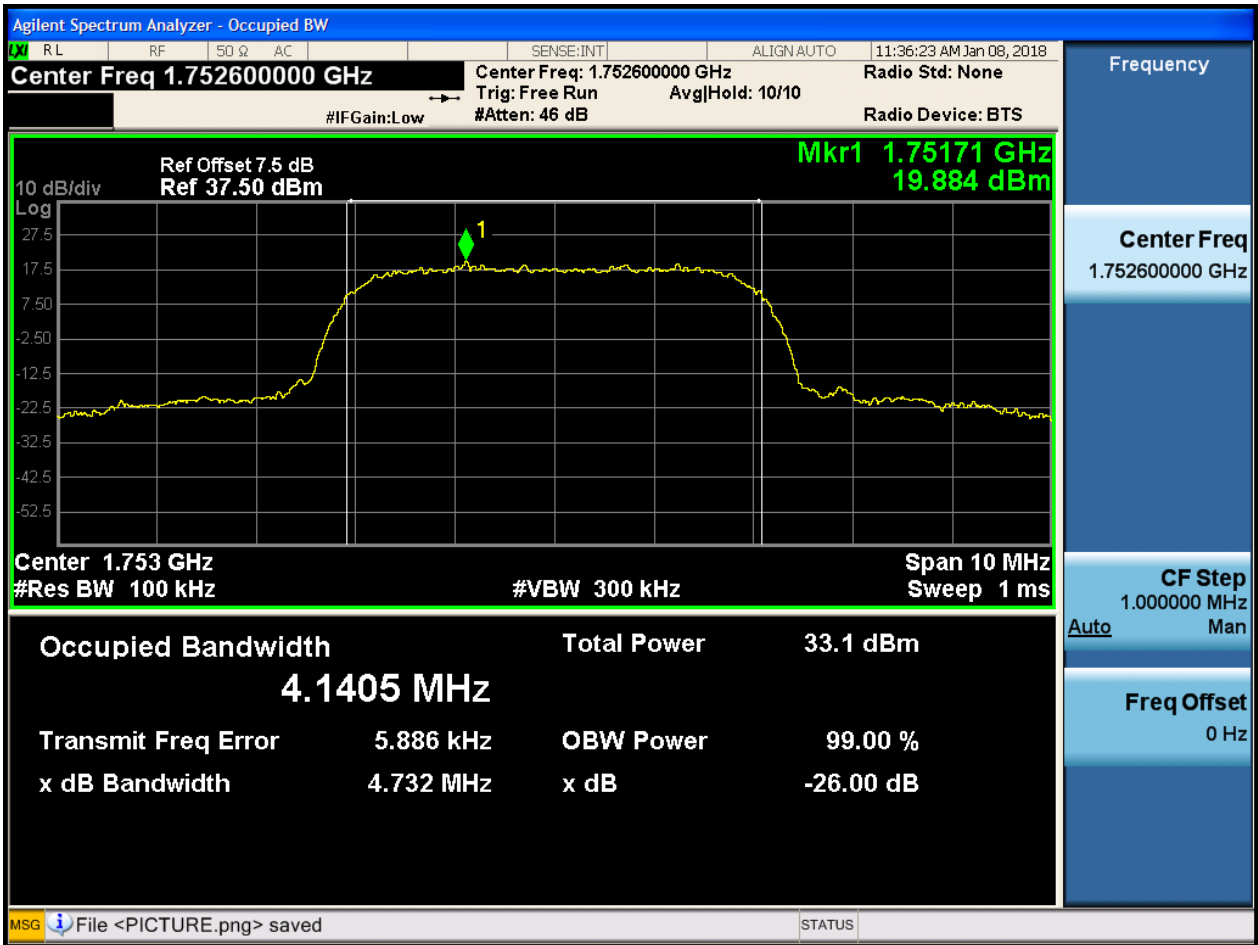 Agilent Spectrum Analyzer - Occupied BW
LXI RL RF 50 Ω AC SENSE:INT ALIGN AUTO 11:36:23 AM Jan 08, 2018
Center Freq 1.752600000 GHz
Center Freq: 1.752600000 GHz
Radio Std: None
Trig: Free Run Avg|Hold: 10/10
#IFGain:Low
#Atten: 46 dB
Radio Device: BTS
Ref Offset 7.5 dB
Ref 37.50 dBm
10 dB/div
Log
Mkr1 1.75171 GHz
19.884 dBm
1
27.5
17.5
7.50
-2.50
-12.5
-22.5
-32.5
-42.5
-52.5
Center 1.753 GHz
Span 10 MHz
#Res BW 100 kHz
#VBW 300 kHz
Sweep 1 ms
Occupied Bandwidth
4.1405 MHz
Total Power 33.1 dBm
Transmit Freq Error 5.886 kHz
OBW Power 99.00 %
x dB Bandwidth 4.732 MHz
x dB -26.00 dB
Frequency
Center Freq
1.752600000 GHz
CF Step
1.000000 MHz
Auto Man
Freq Offset
0 Hz
MSG File <PICTURE.png> saved
STATUS